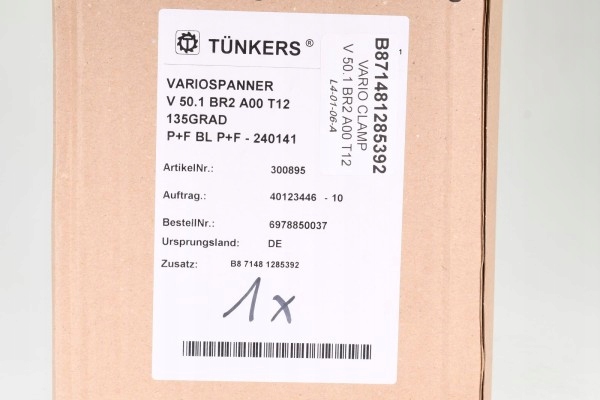 TÜNKERS ®
VARIOSPANNER
V 50.1 BR2 A00 T12
135GRAD
P+F BL P+F - 240141
ArtikelNr.: 300895
Auftrag.: 40123446 - 10
BestellNr.: 6978850037
Ursprungsland: DE
Zusatz: B8 7148 1285392
1x
B871481285392
VARIO CLAMP
V 50.1 BR2 A00 T12
L4-01-06-A
1